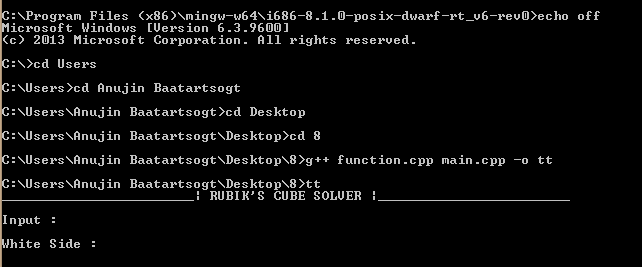 C:\Program Files (x86)\mingw-w64\i686-8.1.0-posix-dwarf-rt_v6-rev0>echo off
Microsoft Windows [Version 6.3.9600]
(c) 2013 Microsoft Corporation. All rights reserved.
C:\>cd Users
C:\Users>cd Anujin Baatartsogt
C:\Users\Anujin Baatartsogt>cd Desktop
C:\Users\Anujin Baatartsogt\Desktop>cd 8
C:\Users\Anujin Baatartsogt\Desktop\8>g++ function.cpp main.cpp -o tt
C:\Users\Anujin Baatartsogt\Desktop\8>tt
________________________¦ RUBIK'S CUBE SOLVER ¦________________________
Input :
White Side :